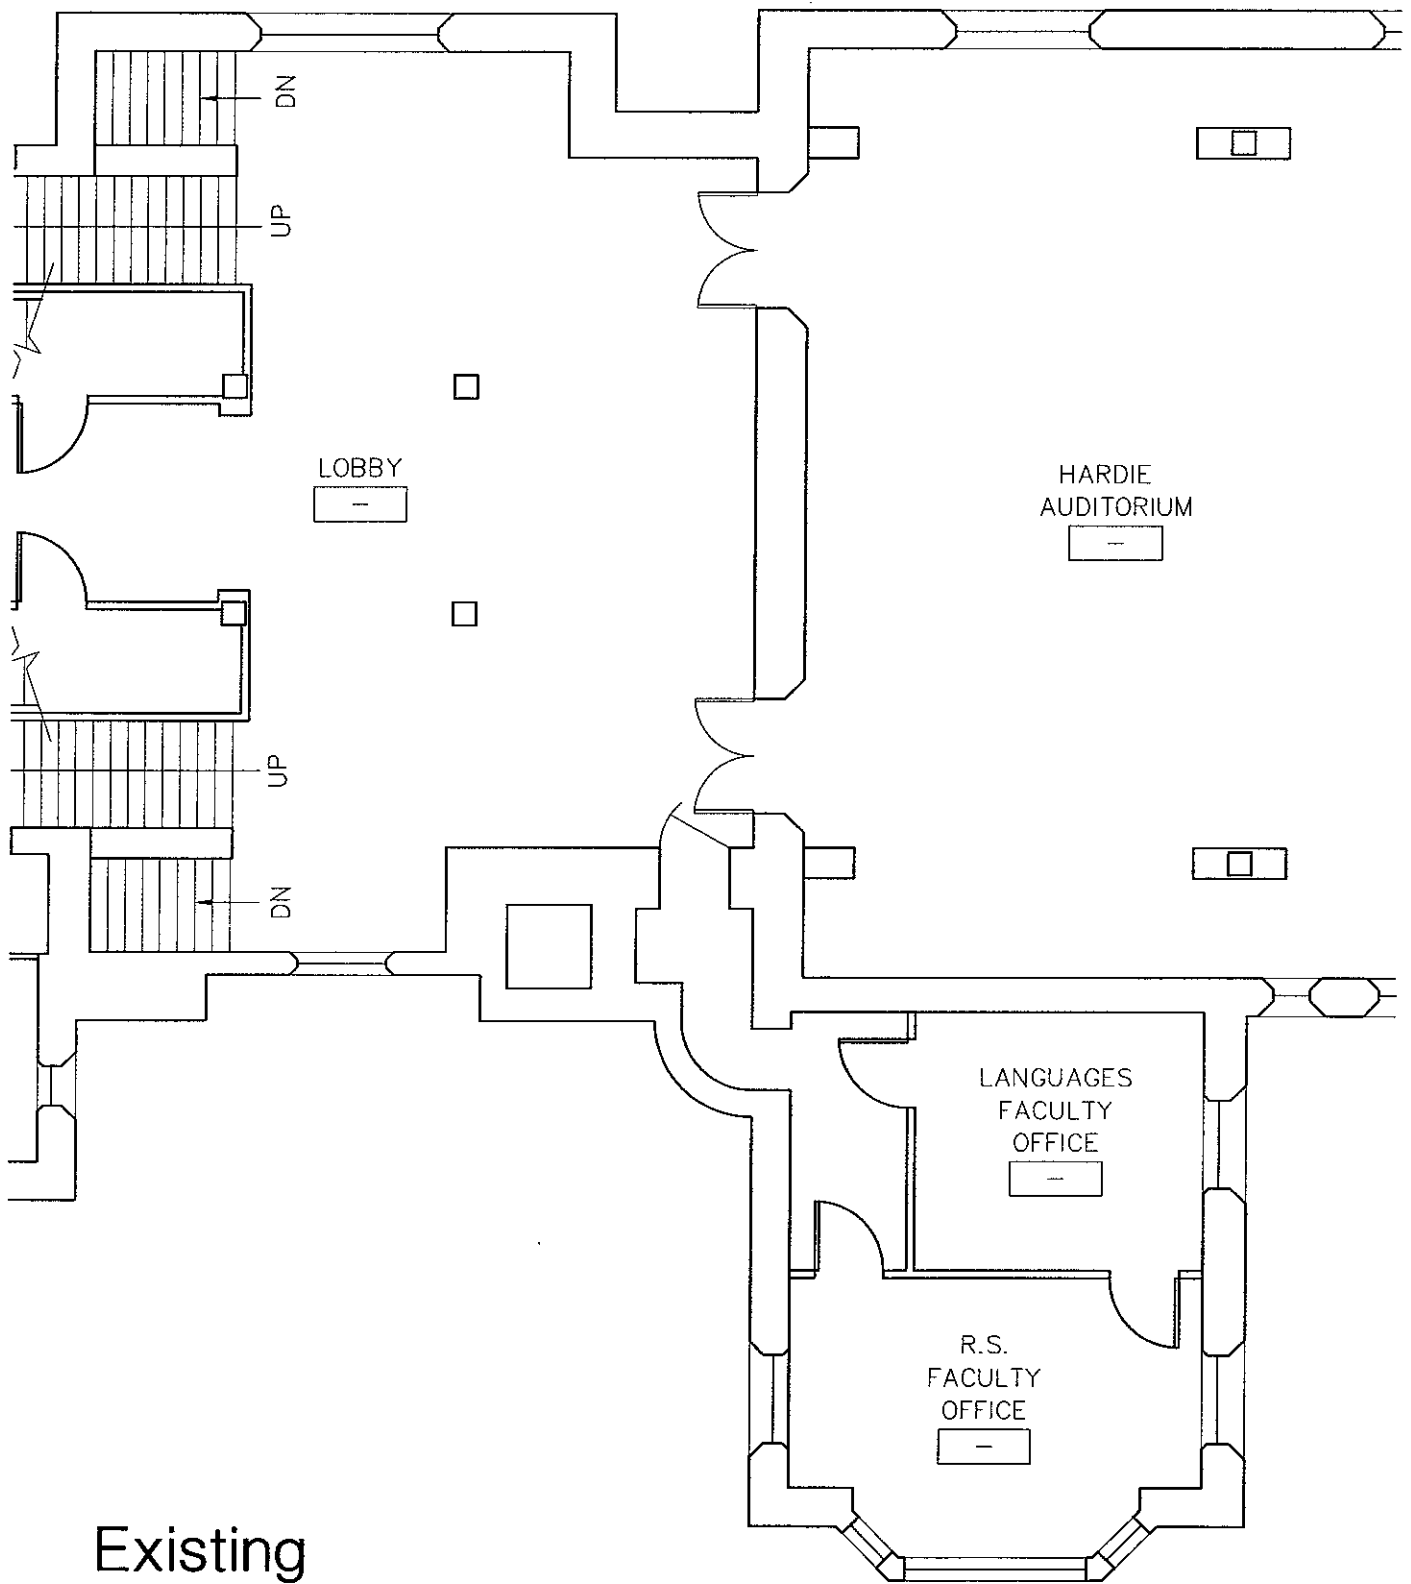 DN
UP
LOBBY
—
HARDIE
AUDITORIUM
—
UP
DN
LANGUAGES
FACULTY
OFFICE
—
R.S.
FACULTY
OFFICE
—
Existing